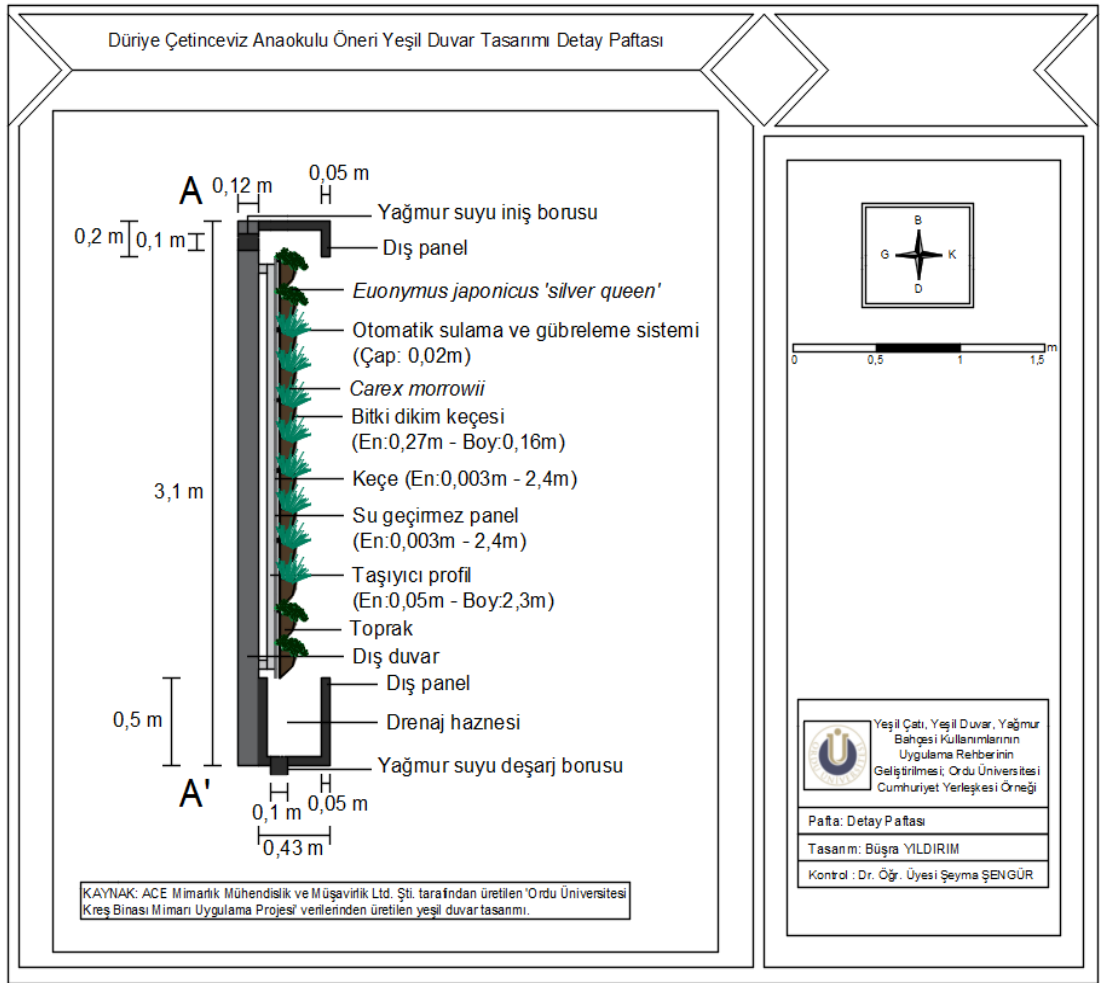 Düriye Çetinceviz Anaokulu Öneri Yeşil Duvar Tasarımı Detay Paftası
A
0,12 m
0,05 m
0,2 m
0,1 m
Yağmur suyu iniş borusu
Dış panel
Euonymus japonicus 'silver queen'
Otomatik sulama ve gübreleme sistemi
(Çap: 0,02m)
Carex morrowii
Bitki dikim keçesi
(En:0,27m - Boy:0,16m)
Keçe (En:0,003m - 2,4m)
3,1 m
Su geçirmez panel
(En:0,003m - 2,4m)
Taşıyıcı profil
(En:0,05m - Boy:2,3m)
Toprak
Dış duvar
Dış panel
0,5 m
Drenaj haznesi
Yağmur suyu deşarj borusu
A'
0,1 m
0,05 m
0,43 m
KAYNAK: ACE Mimarlık Mühendislik ve Müşavirlik Ltd. Şti. tarafından üretilen 'Ordu Üniversitesi
Kreş Binası Mimarı Uygulama Projesi' verilerinden üretilen yeşil duvar tasarımı.
B
G
K
D
m
0
0,5
1
1,5
ORDU ÜNİVERSİTESİ
Yeşil Çatı, Yeşil Duvar, Yağmur
Bahçesi Kullanımlarının
Uygulama Rehberinin
Geliştirilmesi; Ordu Üniversitesi
Cumhuriyet Yerleşkesi Örneği
Pafta: Detay Paftası
Tasarım: Büşra YILDIRIM
Kontrol : Dr. Öğr. Üyesi Şeyma ŞENGÜR